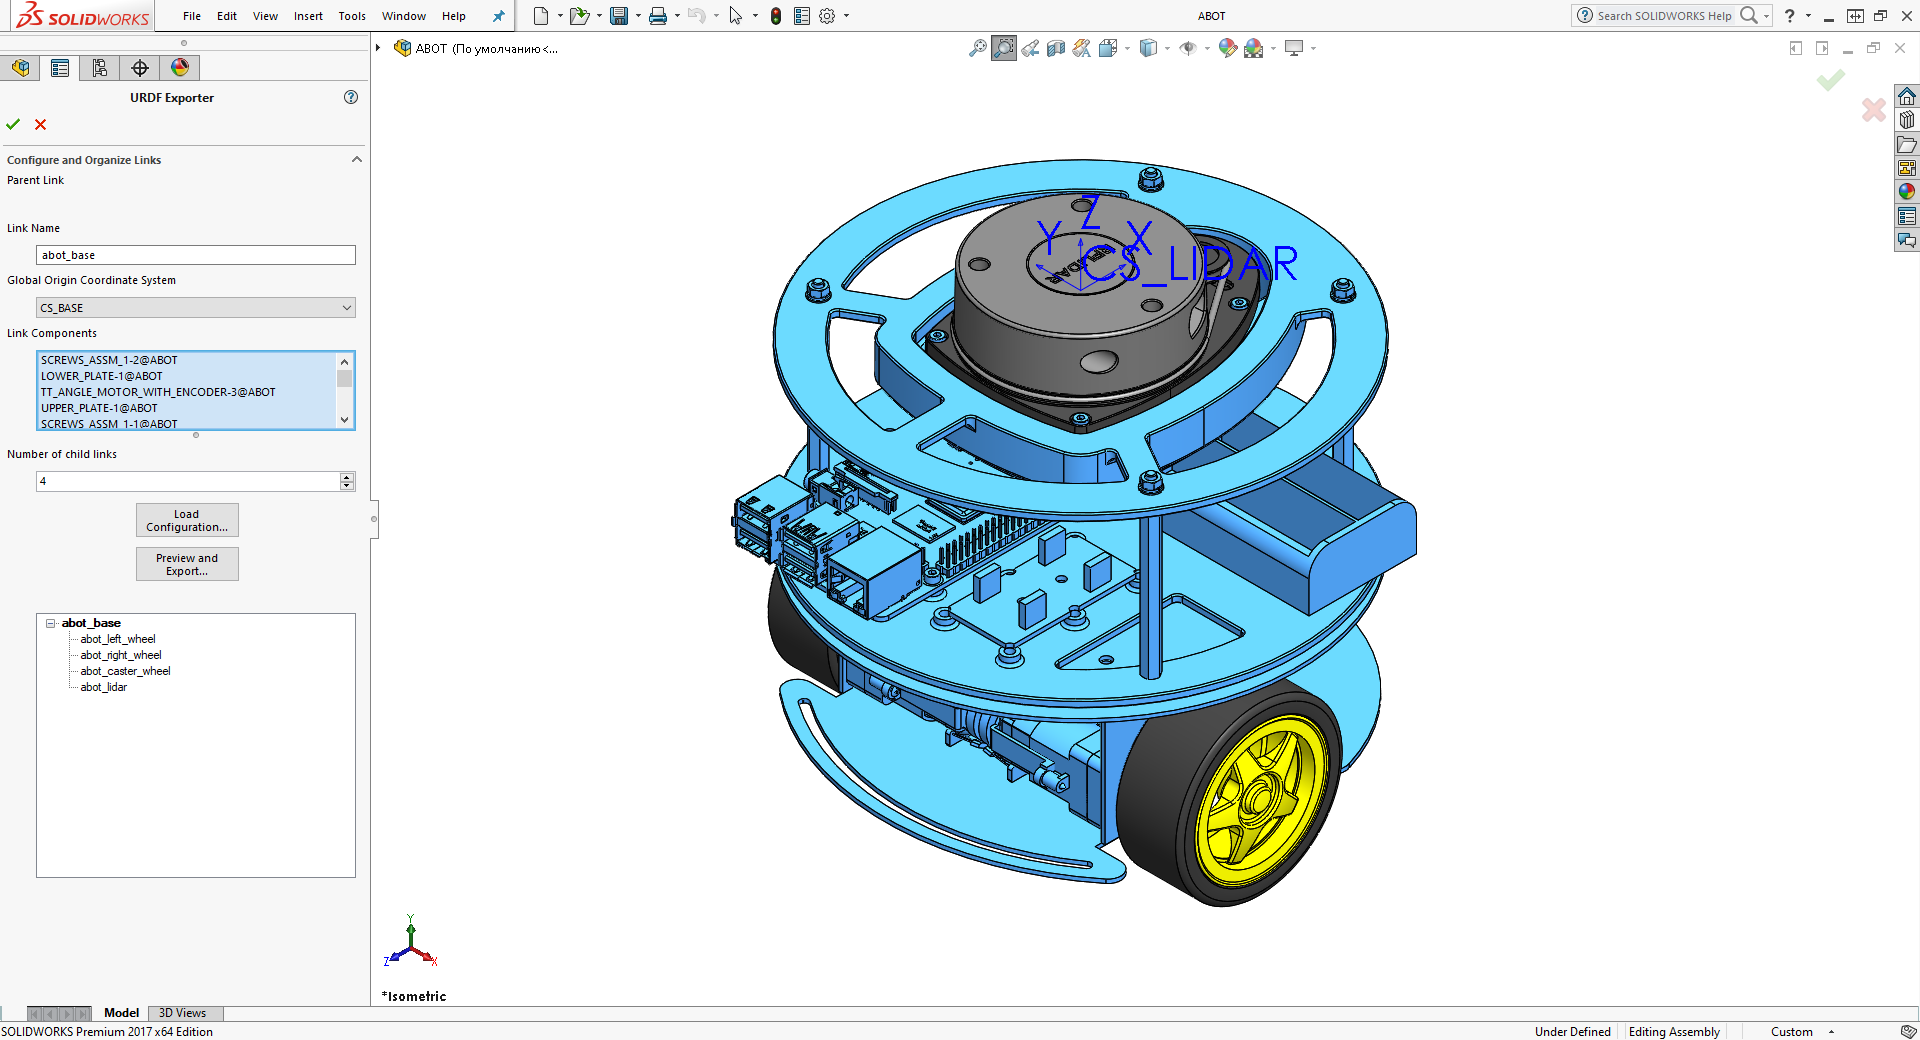 SOLIDWORKS File Edit View Insert Tools Window Help ABOT Search SOLIDWORKS Help ?
ABOT (По умолчанию<...
URDF Exporter
Configure and Organize Links
Parent Link
Link Name
abot_base
Global Origin Coordinate System
CS_BASE
Link Components
SCREWS_ASSM_1-2@ABOT
LOWER_PLATE-1@ABOT
TT_ANGLE_MOTOR_WITH_ENCODER-3@ABOT
UPPER_PLATE-1@ABOT
SCREWS_ASSM_1-1@ABOT
Number of child links
4
Load
Configuration...
Preview and
Export...
abot_base
abot_left_wheel
abot_right_wheel
abot_caster_wheel
abot_lidar
Z
Y X
CS_LIDAR
RPLIDAR
Y
Z X
*Isometric
Model 3D Views
SOLIDWORKS Premium 2017 x64 Edition Under Defined Editing Assembly Custom